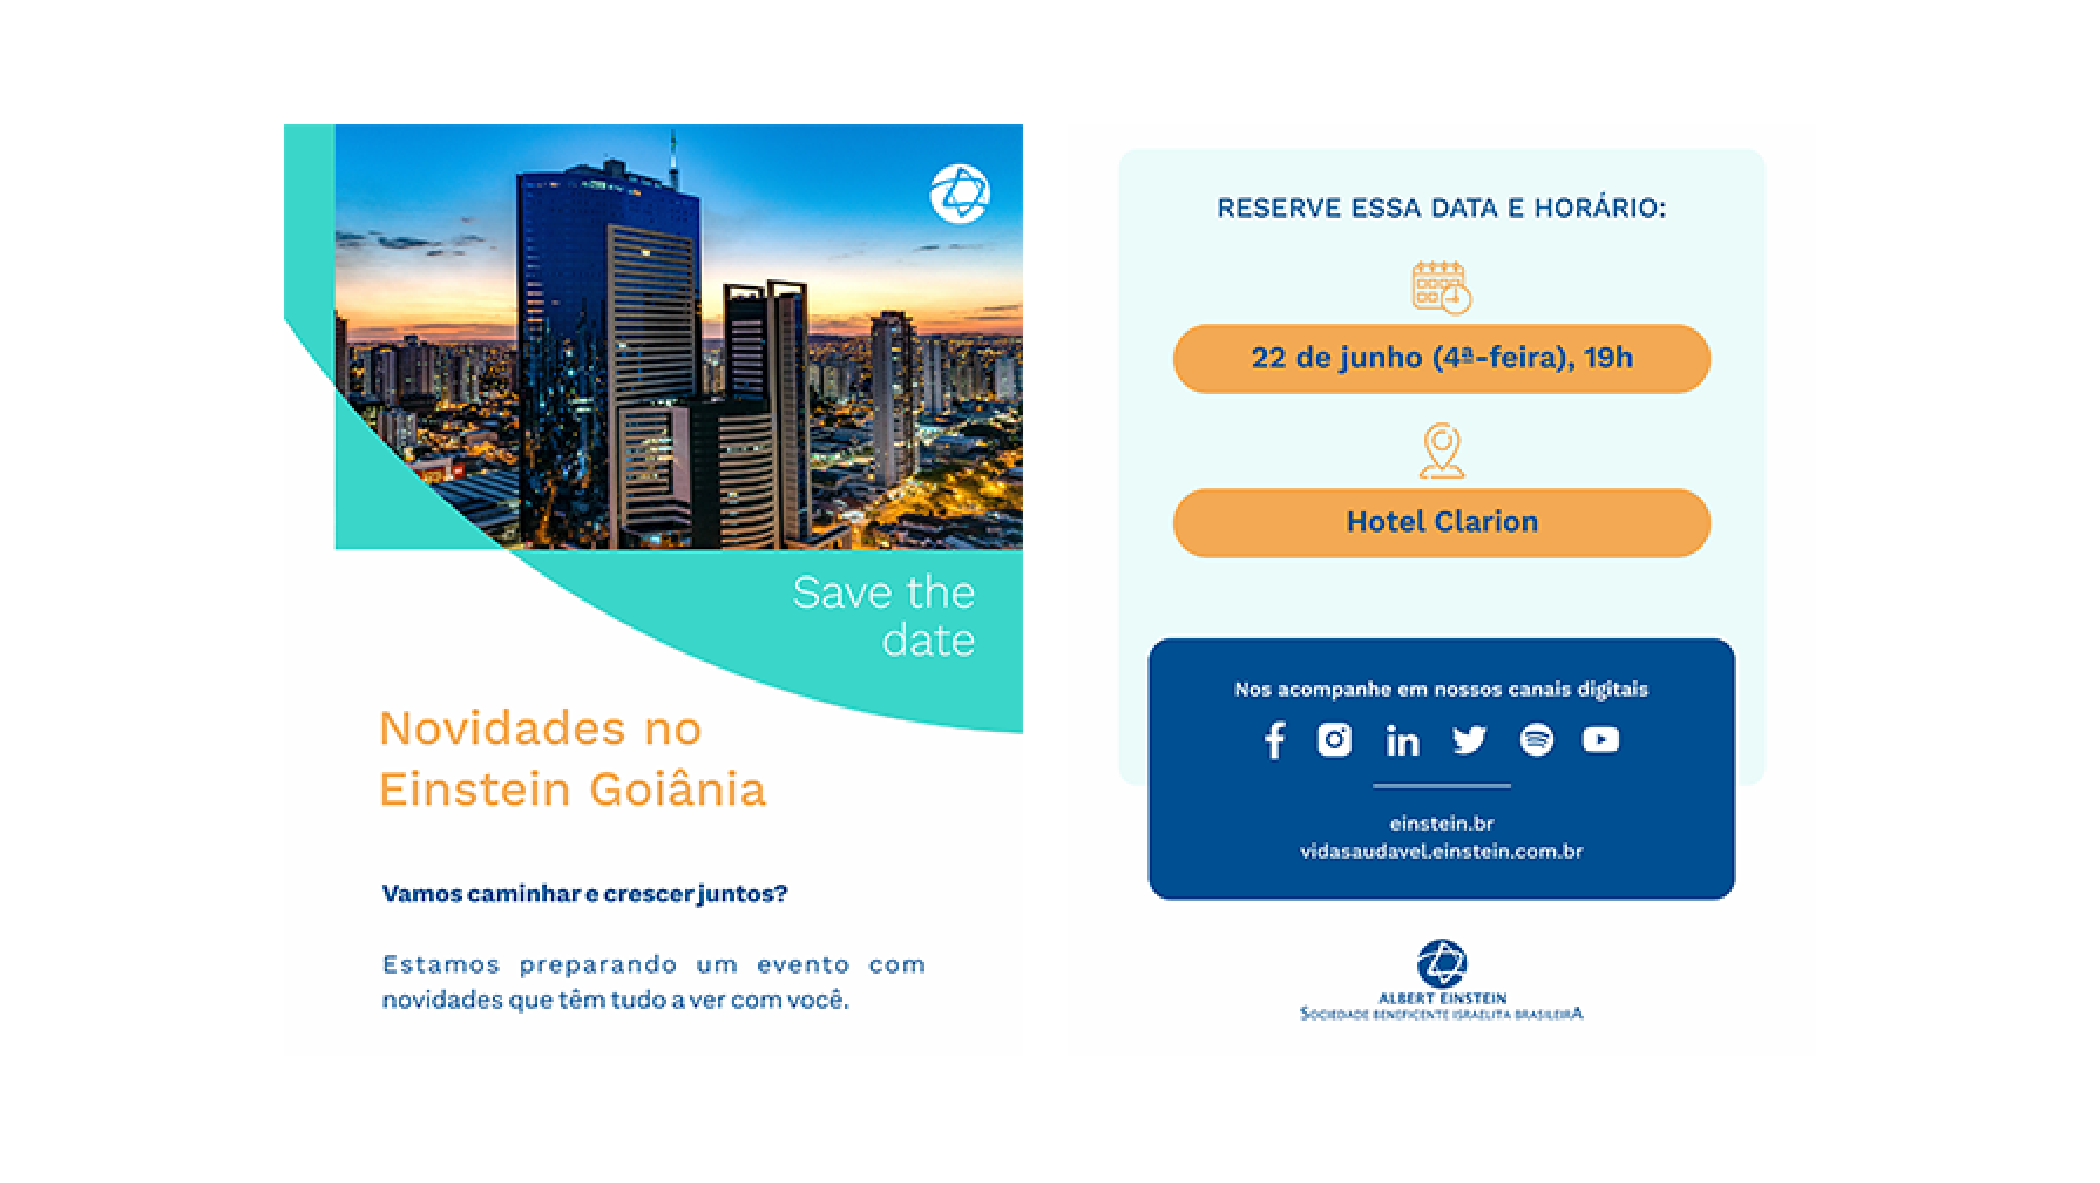 Save the
date
Novidades no
Einstein Goiânia
Vamos caminhar e crescer juntos?
Estamos preparando um evento com
novidades que têm tudo a ver com você.
RESERVE ESSA DATA E HORÁRIO:
22 de junho (4ª-feira), 19h
Hotel Clarion
Nos acompanhe em nossos canais digitais
einstein.br
vidasaudavel.einstein.com.br
ALBERT EINSTEIN
SOCIEDADE BENEFICENTE ISRAELITA BRASILEIRA